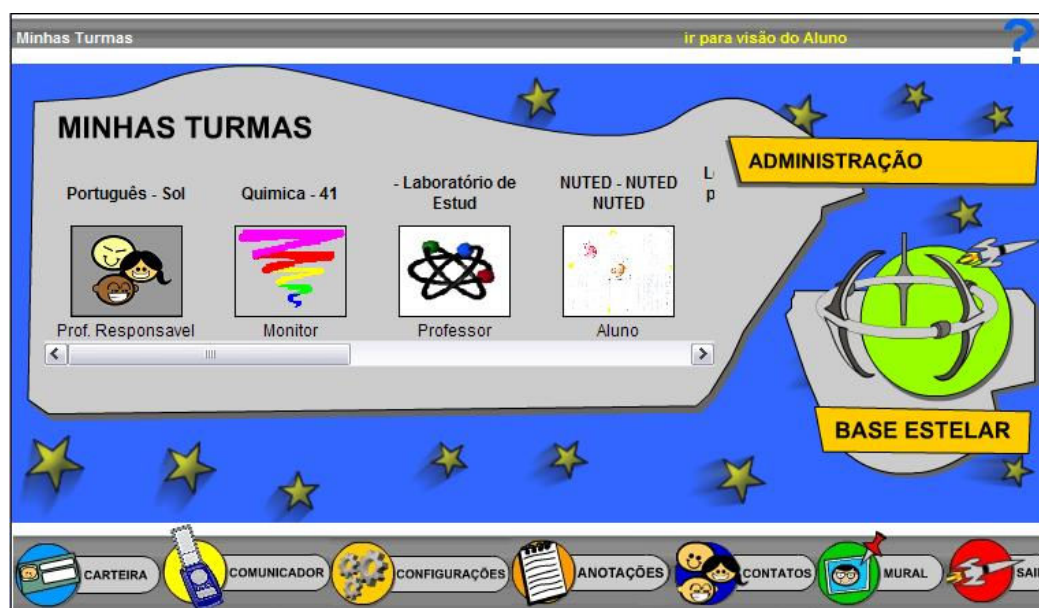 Minhas Turmas
ir para visão do Aluno
?
MINHAS TURMAS
ADMINISTRAÇÃO
Português - Sol
Quimica - 41
- Laboratório de
Estud
NUTED - NUTED
NUTED
Prof. Responsavel
Monitor
Professor
Aluno
BASE ESTELAR
CARTEIRA
COMUNICADOR
CONFIGURAÇÕES
ANOTAÇÕES
CONTATOS
MURAL